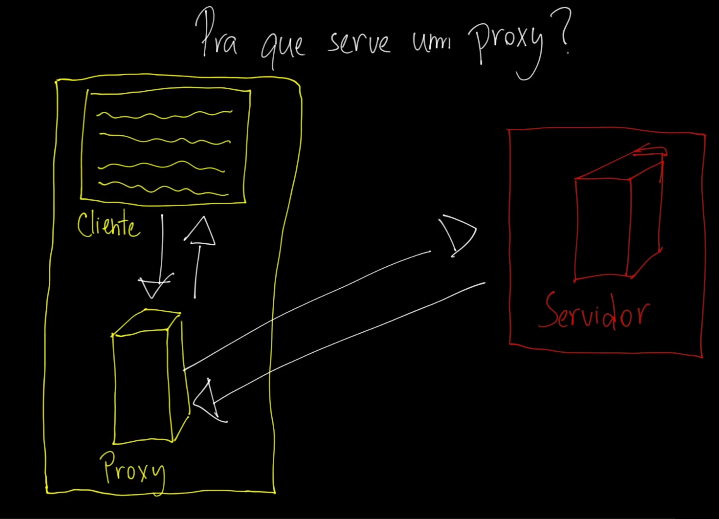 Pra que serve um proxy?
Cliente
Servidor
Proxy